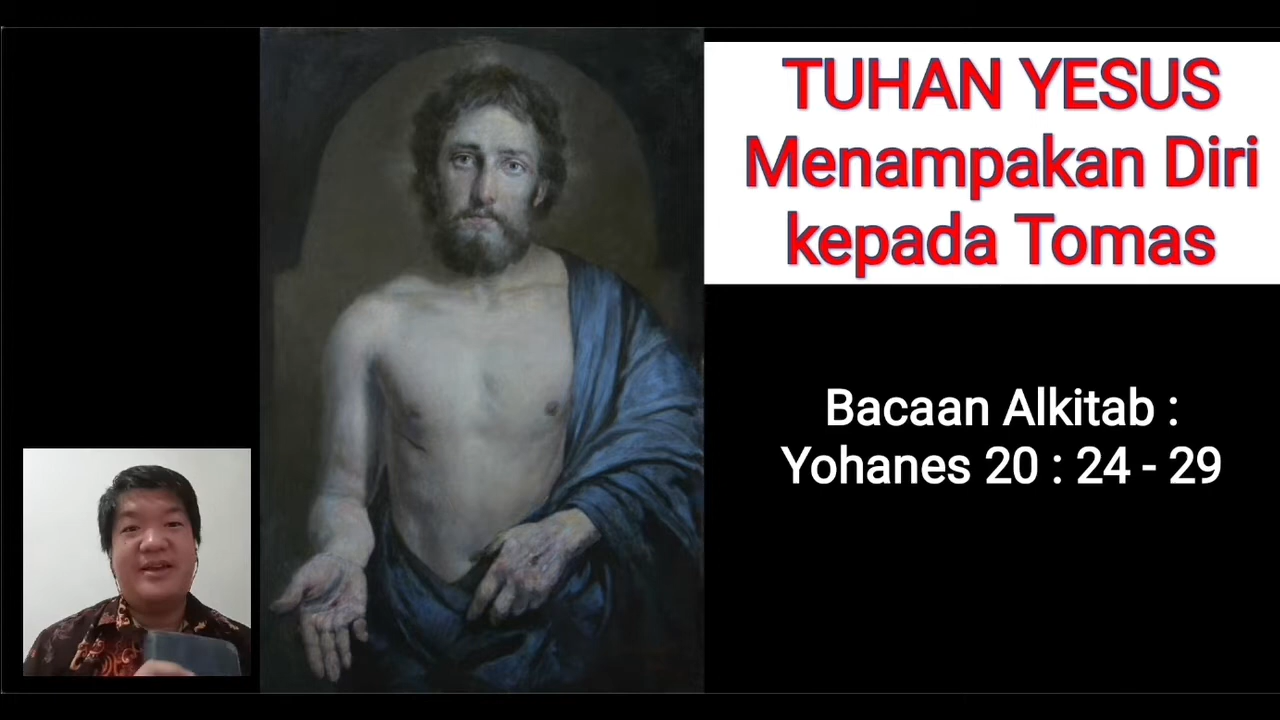 TUHAN YESUS
Menampakan Diri
kepada Tomas
Bacaan Alkitab :
Yohanes 20 : 24 - 29